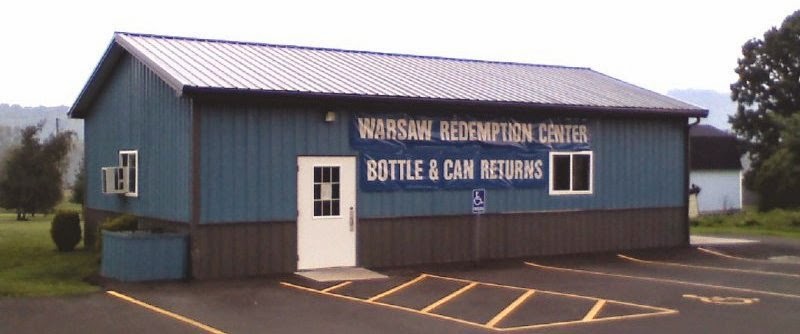 WARSAW REDEMPTION CENTER
BOTTLE & CAN RETURNS